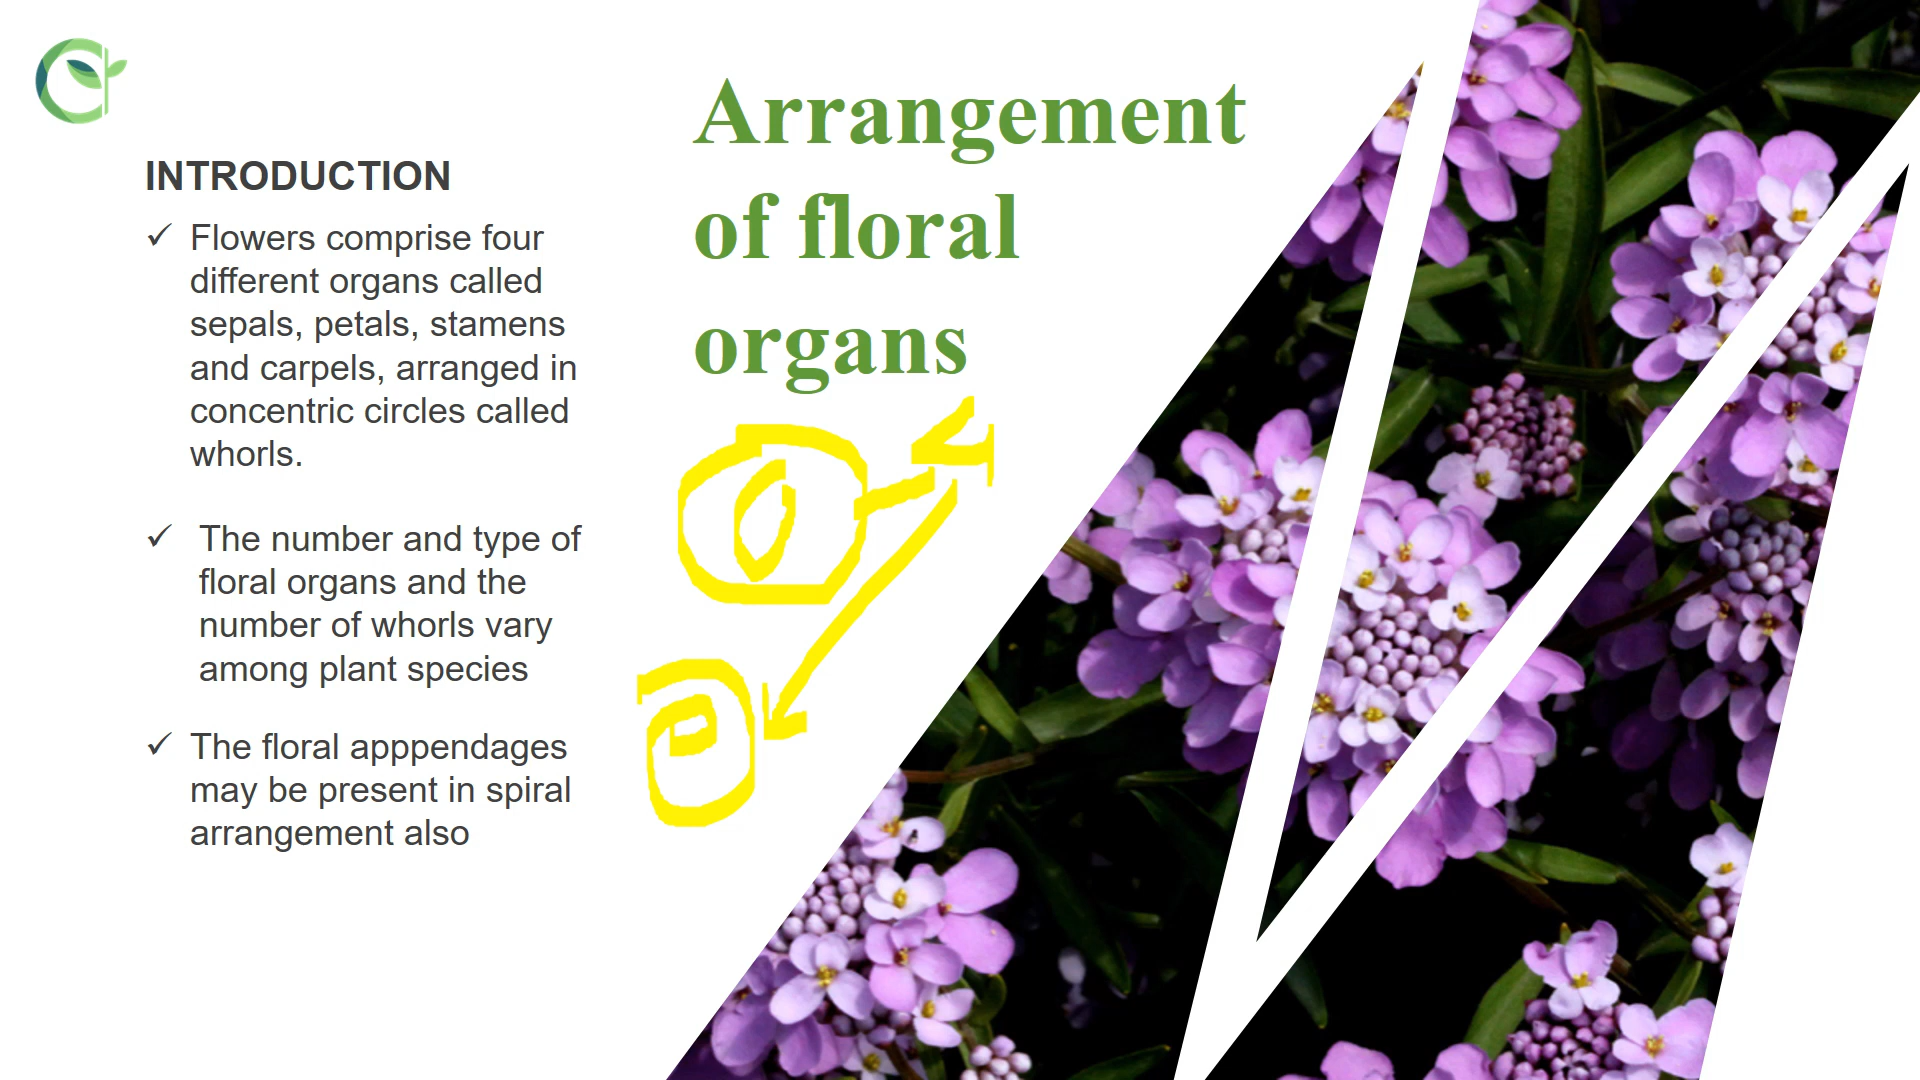 Arrangement
of floral
organs
INTRODUCTION
✓ Flowers comprise four
different organs called
sepals, petals, stamens
and carpels, arranged in
concentric circles called
whorls.
✓ The number and type of
floral organs and the
number of whorls vary
among plant species
✓ The floral apppendages
may be present in spiral
arrangement also